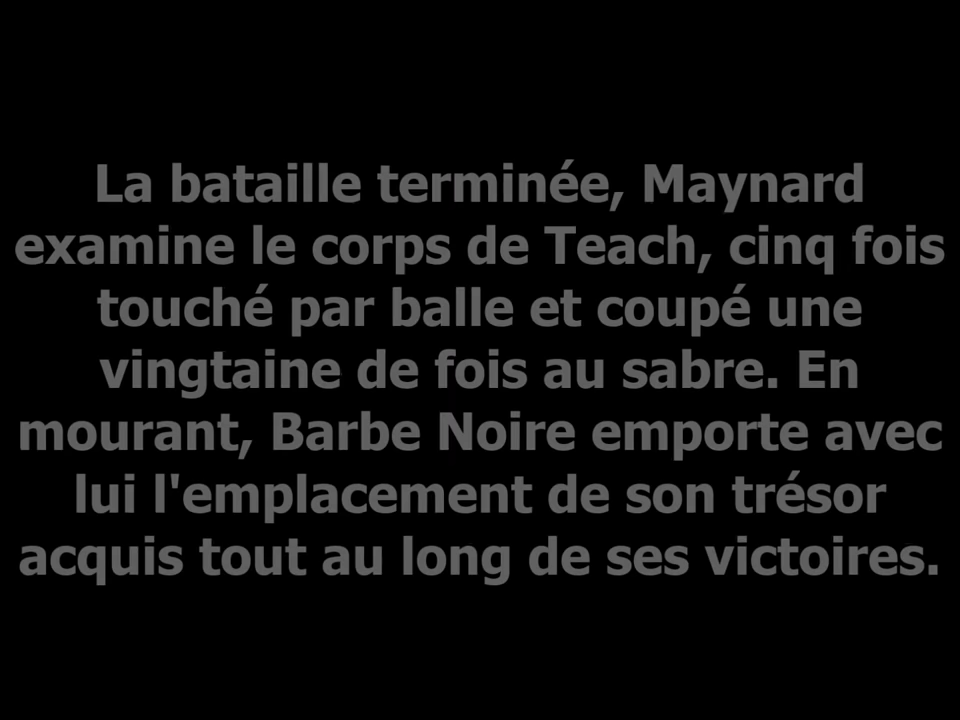 La bataille terminée, Maynard
examine le corps de Teach, cinq fois
touché par balle et coupé une
vingtaine de fois au sabre. En
mourant, Barbe Noire emporte avec
lui l'emplacement de son trésor
acquis tout au long de ses victoires.